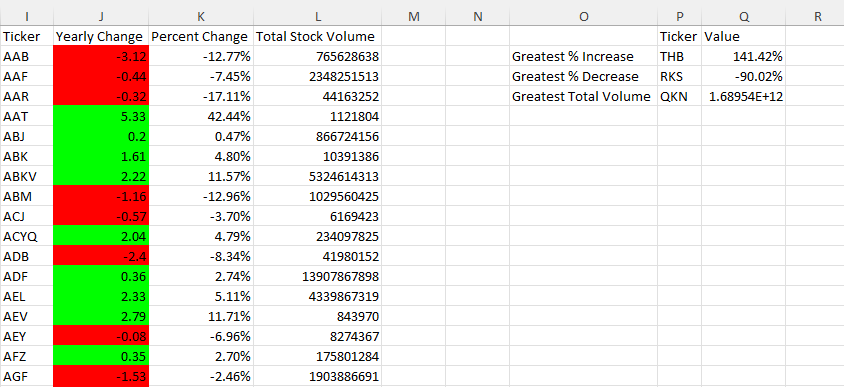 I J K L M N O P Q R
Ticker Yearly Change Percent Change Total Stock Volume Ticker Value
AAB -3.12 -12.77% 765628638 Greatest % Increase THB 141.42%
AAF -0.44 -7.45% 2348251513 Greatest % Decrease RKS -90.02%
AAR -0.32 -17.11% 44163252 Greatest Total Volume QKN 1.68954E+12
AAT 5.33 42.44% 1121804
ABJ 0.2 0.47% 866724156
ABK 1.61 4.80% 10391386
ABKV 2.22 11.57% 5324614313
ABM -1.16 -12.96% 1029560425
ACJ -0.57 -3.70% 6169423
ACYQ 2.04 4.79% 234097825
ADB -2.4 -8.34% 41980152
ADF 0.36 2.74% 13907867898
AEL 2.33 5.11% 4339867319
AEV 2.79 11.71% 843970
AEY -0.08 -6.96% 8274367
AFZ 0.35 2.70% 175801284
AGF -1.53 -2.46% 1903886691